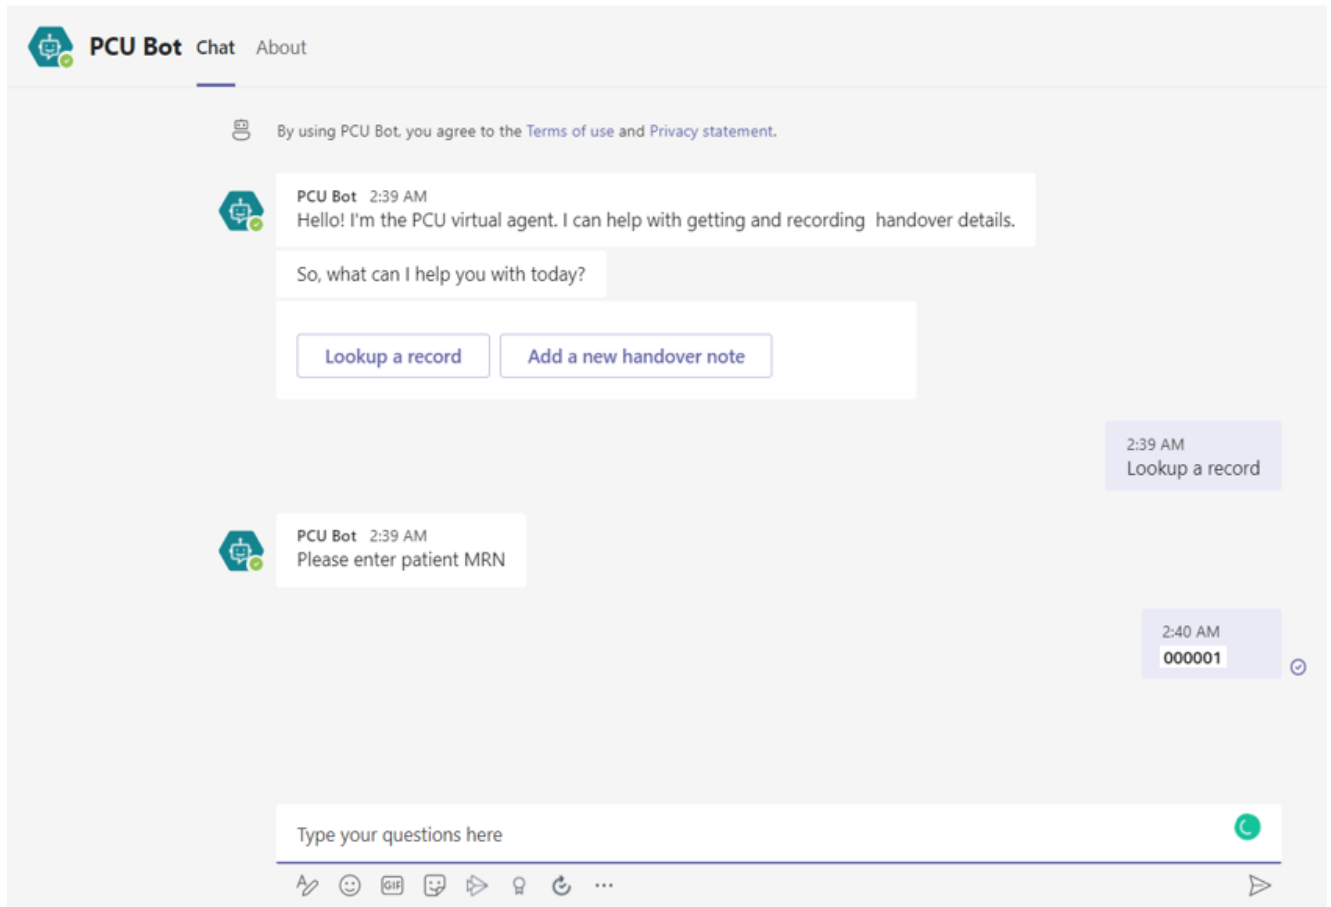 PCU Bot Chat About
By using PCU Bot, you agree to the Terms of use and Privacy statement.
PCU Bot 2:39 AM
Hello! I'm the PCU virtual agent. I can help with getting and recording handover details.
So, what can I help you with today?
Lookup a record Add a new handover note
2:39 AM
Lookup a record
PCU Bot 2:39 AM
Please enter patient MRN
2:40 AM
000001
Type your questions here
GIF